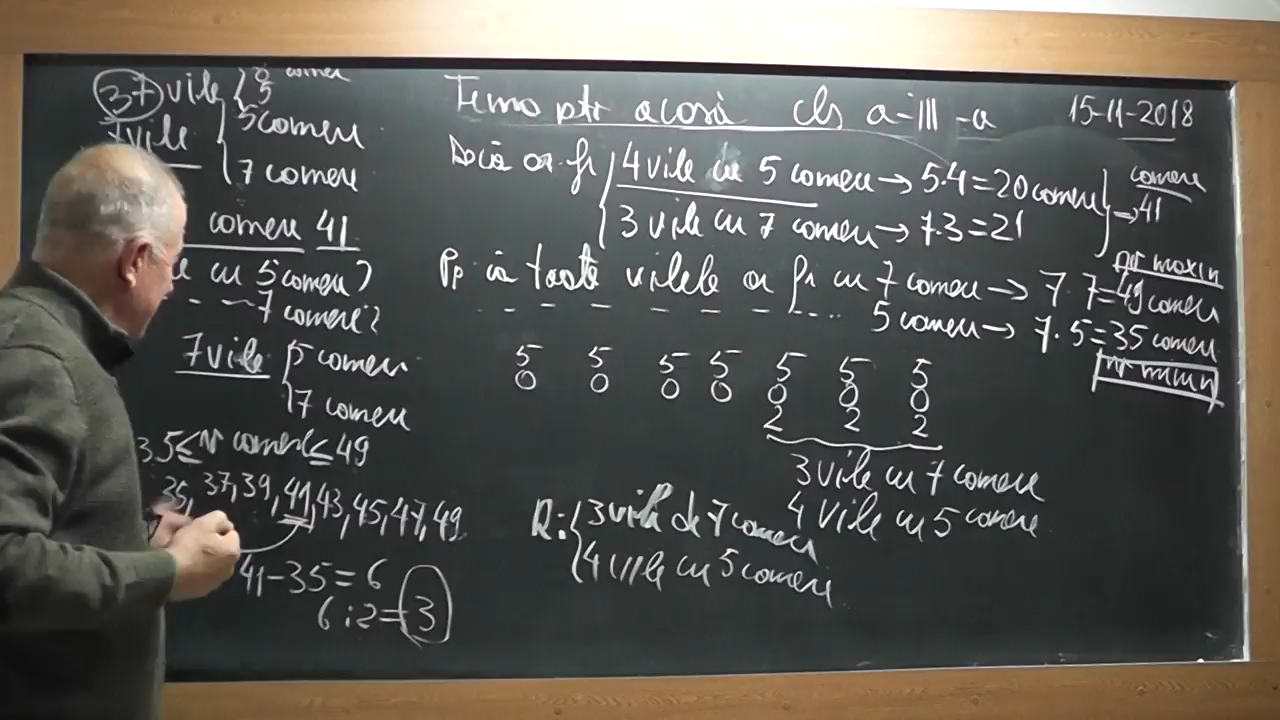 37 vile
5 camere
7 vile
7 camere
camere 41
cu 5 camere?
7 camere?
7 vile 5 camere
7 camere
35≤nr camere≤49
35, 37, 39, 41, 43, 45, 47, 49
41-35=6
6:2=3
Tema ptr acasă cls a-III-a 15-11-2018
Dacă ar fi 4 vile cu 5 camere → 5·4=20 camere camere
3 vile cu 7 camere → 7·3=21 → 41
nr maxim
Pp că toate vilele ar fi cu 7 camere → 7·7=49 camere
5 camere → 7·5=35 camere
nr minim
5 5 5 5 5 5 5
0 0 0 0 0 0 0
2 2 2
3 vile cu 7 camere
4 vile cu 5 camere
R: 3 vile de 7 camere
4 vile cu 5 camere